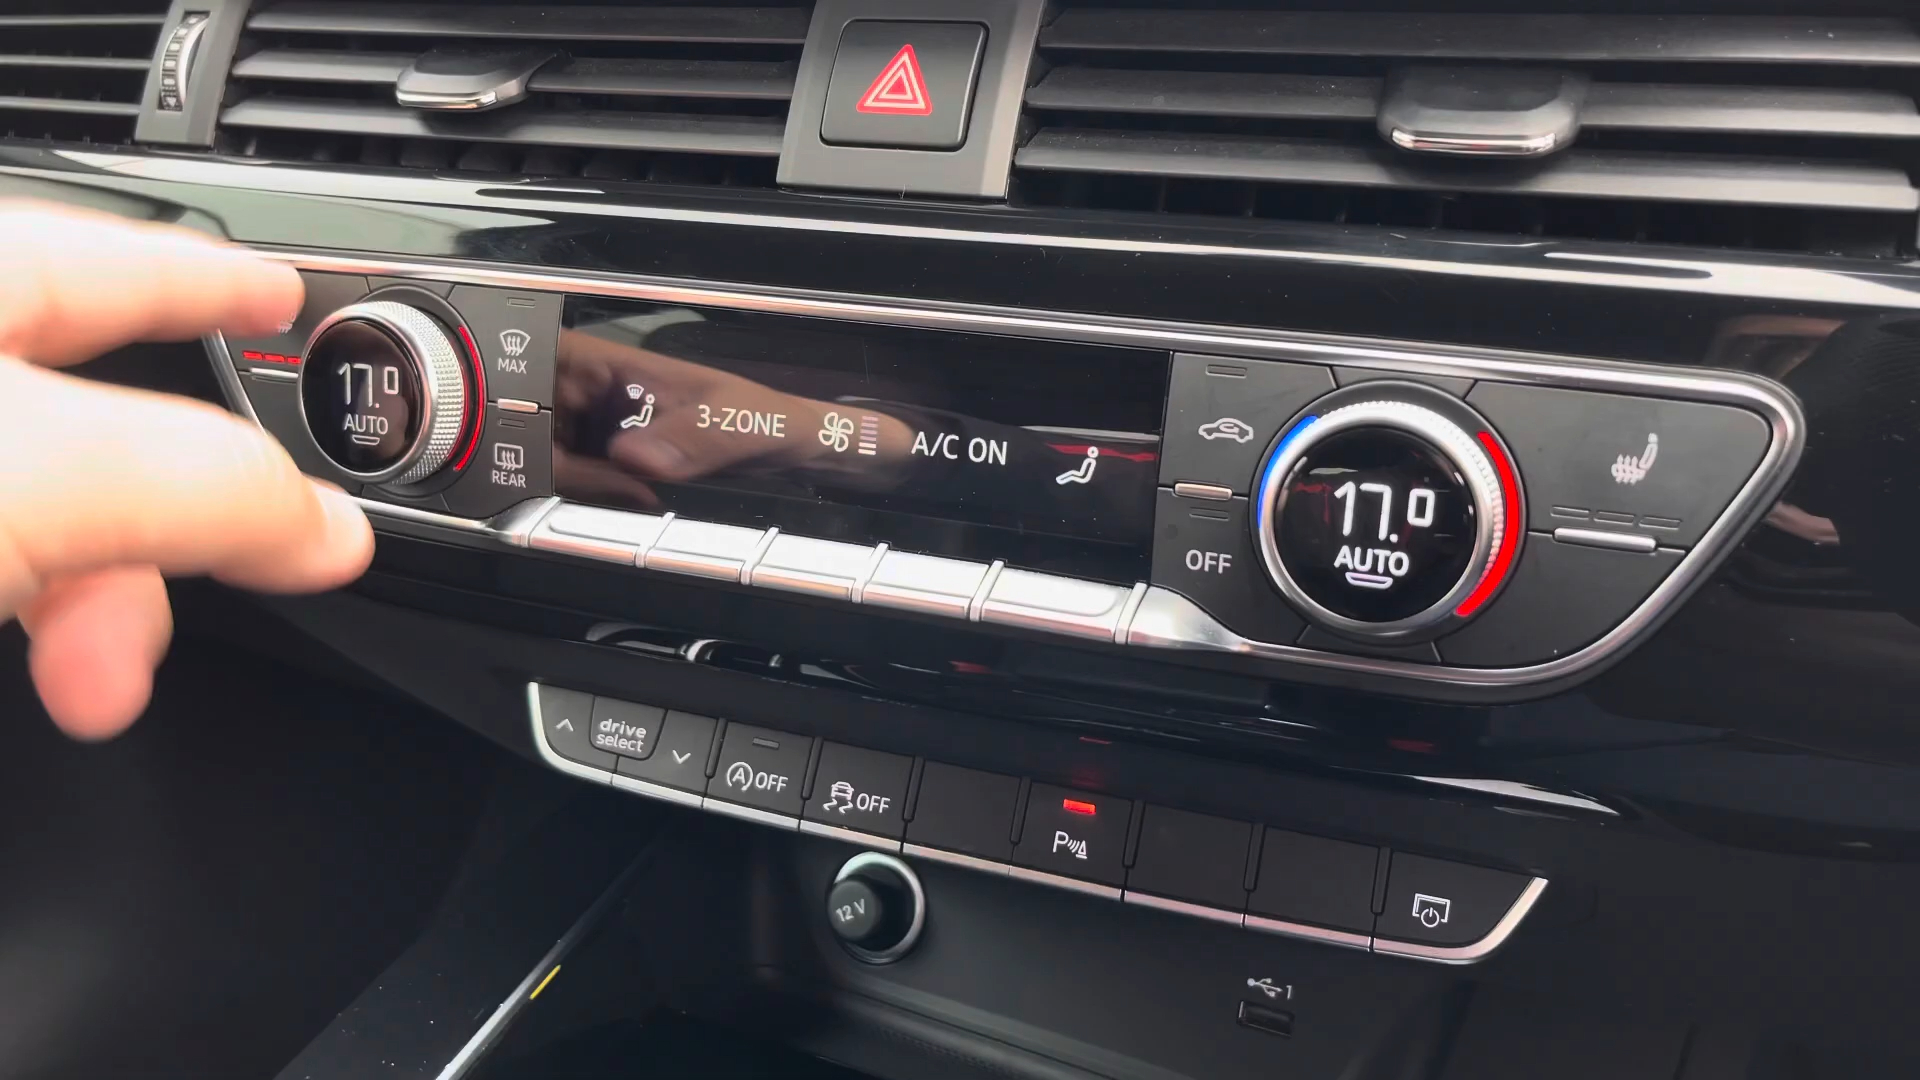 17.0
AUTO
MAX
REAR
3-ZONE
A/C ON
OFF
17.0
AUTO
drive
select
A OFF
OFF
P
12 V
1